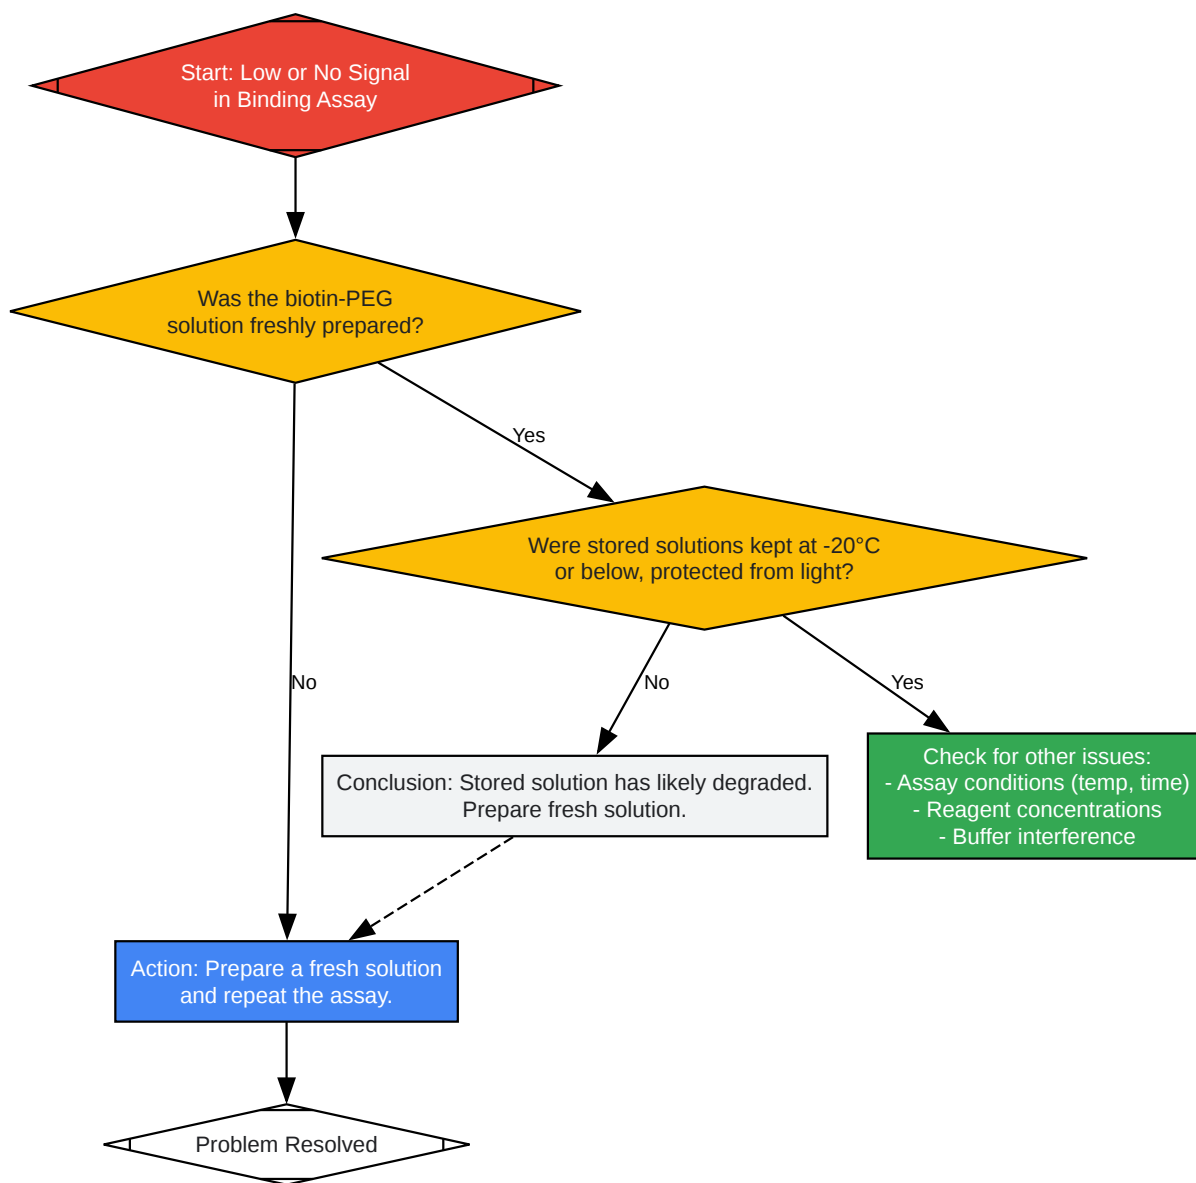 Start: Low or No Signal
in Binding Assay
Was the biotin-PEG
solution freshly prepared?
Yes
Were stored solutions kept at -20°C
or below, protected from light?
No
No
Yes
Conclusion: Stored solution has likely degraded.
Prepare fresh solution.
Check for other issues:
- Assay conditions (temp, time)
- Reagent concentrations
- Buffer interference
Action: Prepare a fresh solution
and repeat the assay.
Problem Resolved